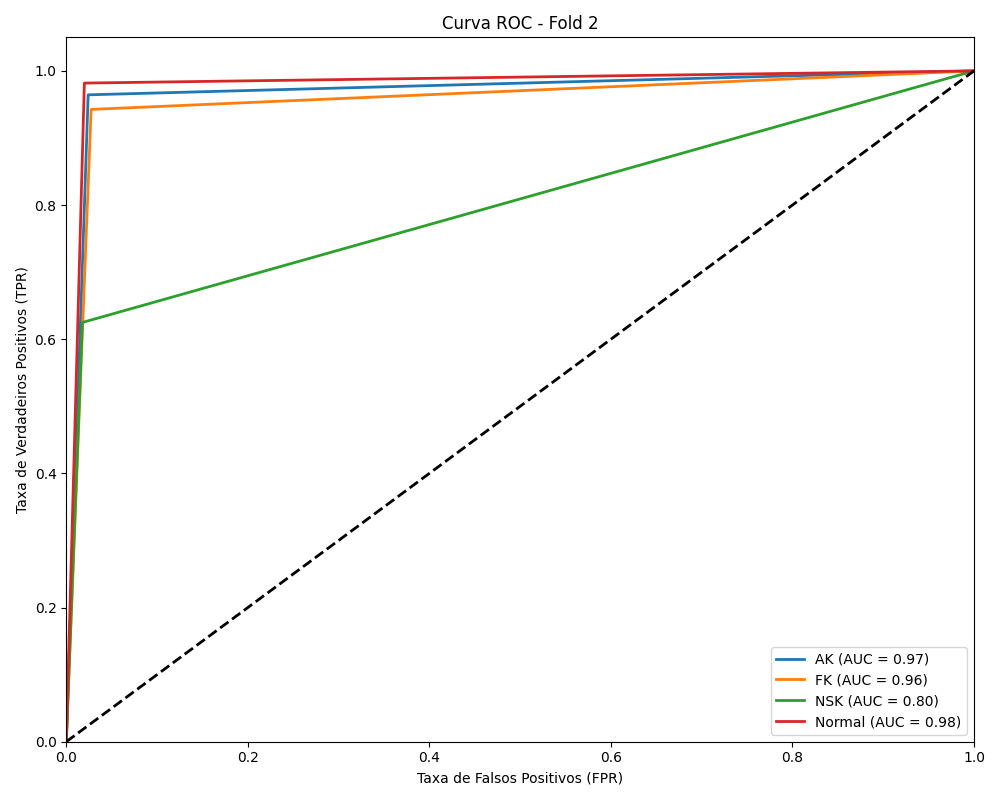 Curva ROC - Fold 2
Taxa de Verdadeiros Positivos (TPR)
1.0
0.8
0.6
0.4
0.2
0.0
0.0 0.2 0.4 0.6 0.8 1.0
Taxa de Falsos Positivos (FPR)
AK (AUC = 0.97)
FK (AUC = 0.96)
NSK (AUC = 0.80)
Normal (AUC = 0.98)